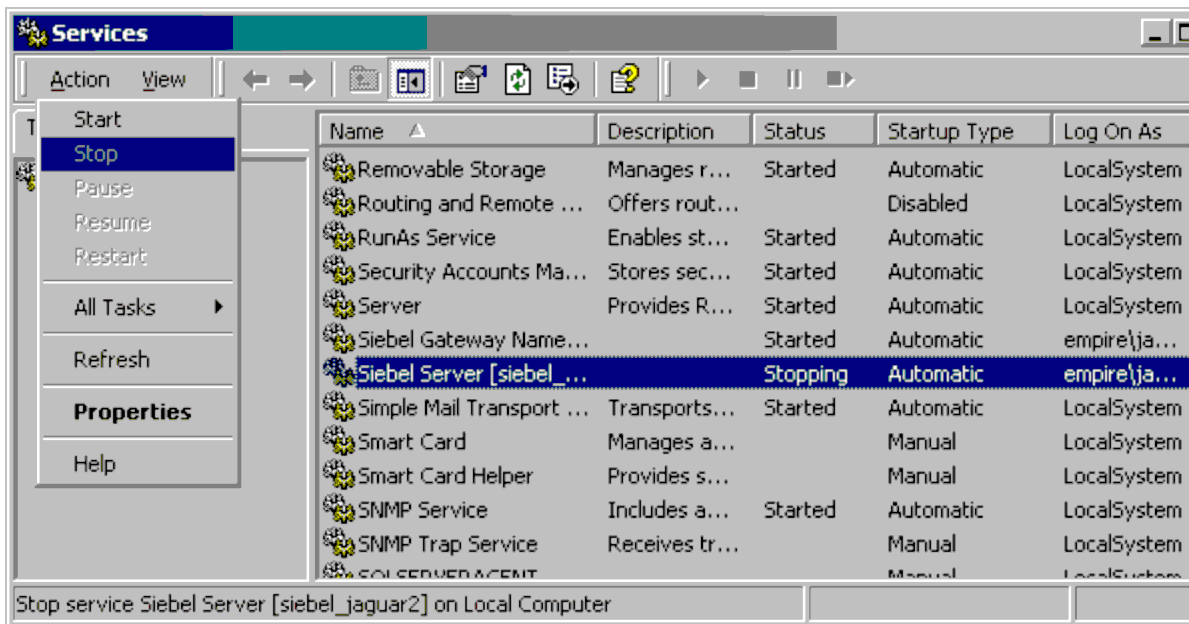 Services
Action View
T
Start
Stop
Pause
Resume
Restart
All Tasks
Refresh
Properties
Help
Name Description Status Startup Type Log On As
Removable Storage Manages r... Started Automatic LocalSystem
Routing and Remote ... Offers rout... Disabled LocalSystem
RunAs Service Enables st... Started Automatic LocalSystem
Security Accounts Ma... Stores sec... Started Automatic LocalSystem
Server Provides R... Started Automatic LocalSystem
Siebel Gateway Name... Started Automatic empire\ja...
Siebel Server [siebel_... Stopping Automatic empire\ja...
Simple Mail Transport ... Transports... Started Automatic LocalSystem
Smart Card Manages a... Manual LocalSystem
Smart Card Helper Provides s... Manual LocalSystem
SNMP Service Includes a... Started Automatic LocalSystem
SNMP Trap Service Receives tr... Manual LocalSystem
SQLSERVERAGENT Manual LocalSystem
Stop service Siebel Server [siebel_jaguar2] on Local Computer